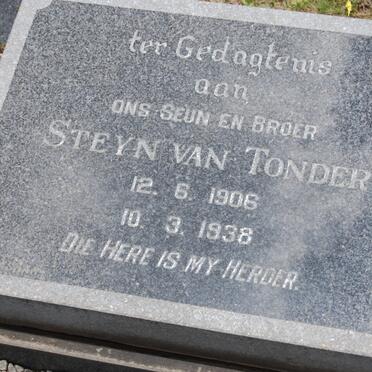 ter Gedagtenis
aan
ONS SEUN EN BROER
STEYN VAN TONDER
12. 6. 1906
10. 3. 1938
DIE HERE IS MY HERDER.